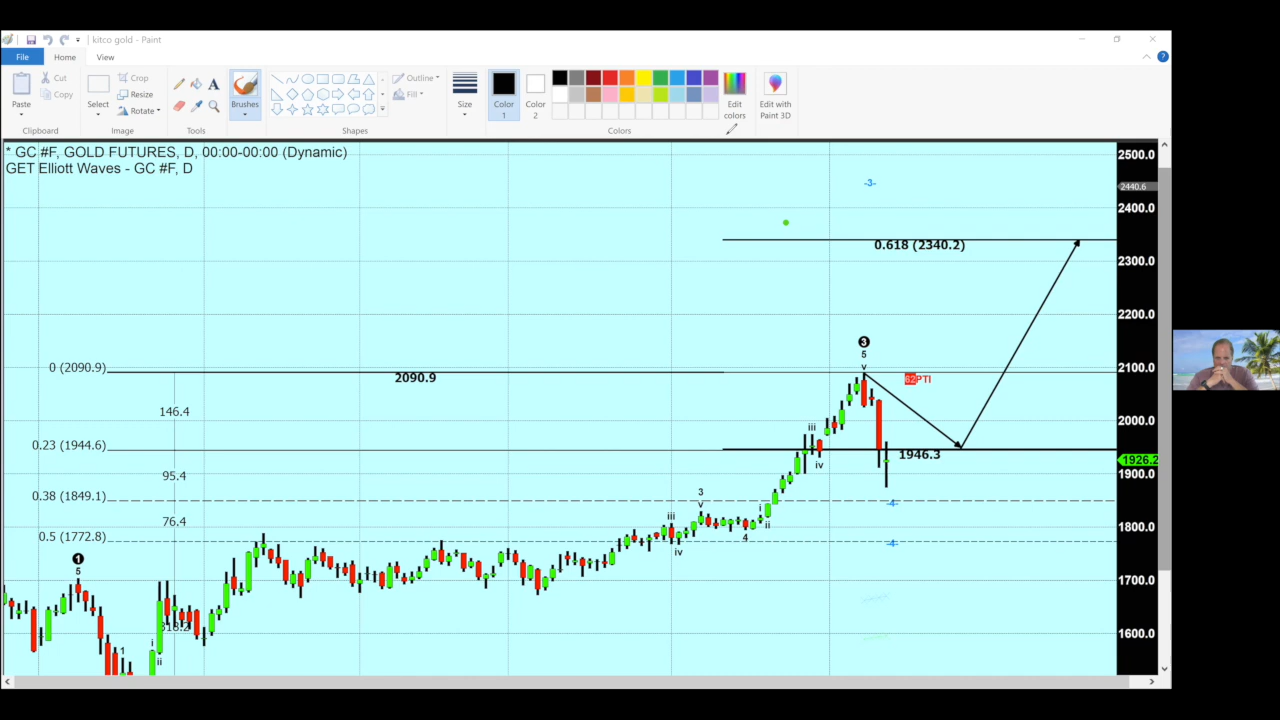 kitco gold - Paint
File
Home
View
Paste
Cut
Copy
Clipboard
Select
Crop
Resize
Rotate
Image
A
Tools
Brushes
Outline
Fill
Shapes
Size
Color 1
Color 2
Edit colors
Colors
Edit with Paint 3D
* GC #F, GOLD FUTURES, D, 00:00-00:00 (Dynamic)
GET Elliott Waves - GC #F, D
2500.0
-3-
2440.6
2400.0
0.618 (2340.2)
2300.0
2200.0
3
5
v
2100.0
0 (2090.9)
2090.9
62PTI
146.4
2000.0
iii
0.23 (1944.6)
1946.3
iv
1926.2
95.4
1900.0
0.38 (1849.1)
3
v
-4-
76.4
iii
i
ii
1800.0
0.5 (1772.8)
4
iv
-4-
1
5
1700.0
1600.0
i
1
ii